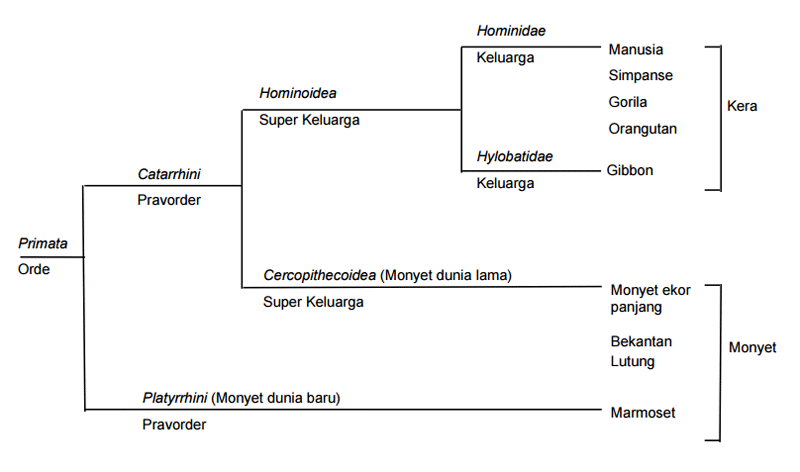 Hominidae
Keluarga
Manusia
Simpanse
Gorila
Orangutan
Kera
Hominoidea
Super Keluarga
Hylobatidae
Keluarga
Gibbon
Catarrhini
Pravorder
Primata
Orde
Cercopithecoidea (Monyet dunia lama)
Super Keluarga
Monyet ekor
panjang
Bekantan
Lutung
Monyet
Platyrrhini (Monyet dunia baru)
Pravorder
Marmoset